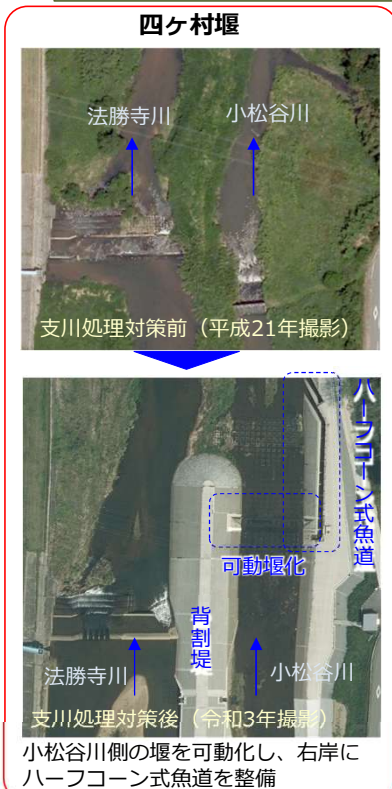 四ヶ村堰
法勝寺川
小松谷川
支川処理対策前（平成21年撮影）
ハーフコーン式魚道
可動堰化
背割堤
法勝寺川
小松谷川
支川処理対策後（令和3年撮影）
小松谷川側の堰を可動化し、右岸に
ハーフコーン式魚道を整備